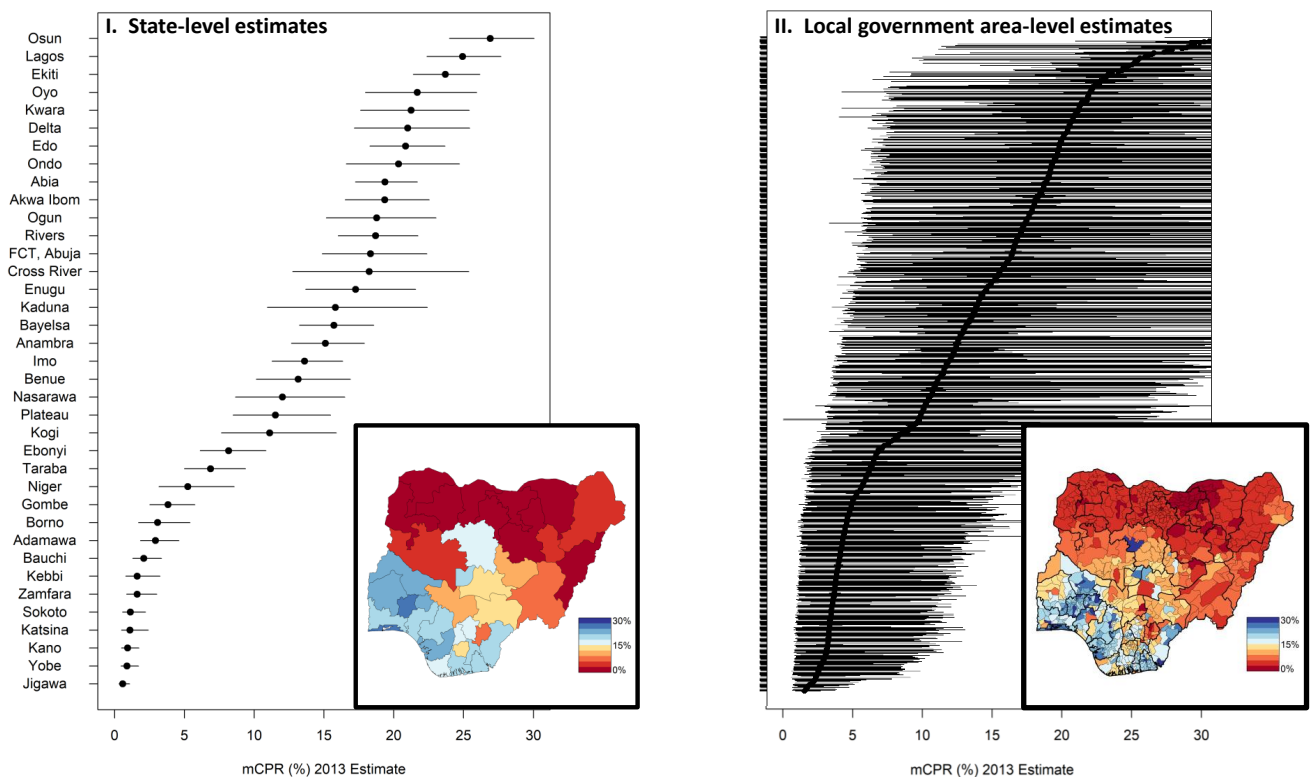 I. State-level estimates
Osun
Lagos
Ekiti
Oyo
Kwara
Delta
Edo
Ondo
Abia
Akwa Ibom
Ogun
Rivers
FCT, Abuja
Cross River
Enugu
Kaduna
Bayelsa
Anambra
Imo
Benue
Nasarawa
Plateau
Kogi
Ebonyi
Taraba
Niger
Gombe
Borno
Adamawa
Bauchi
Kebbi
Zamfara
Sokoto
Katsina
Kano
Yobe
Jigawa
30%
15%
0%
0 5 10 15 20 25 30
mCPR (%) 2013 Estimate
II. Local government area-level estimates
30%
15%
0%
0 5 10 15 20 25 30
mCPR (%) 2013 Estimate